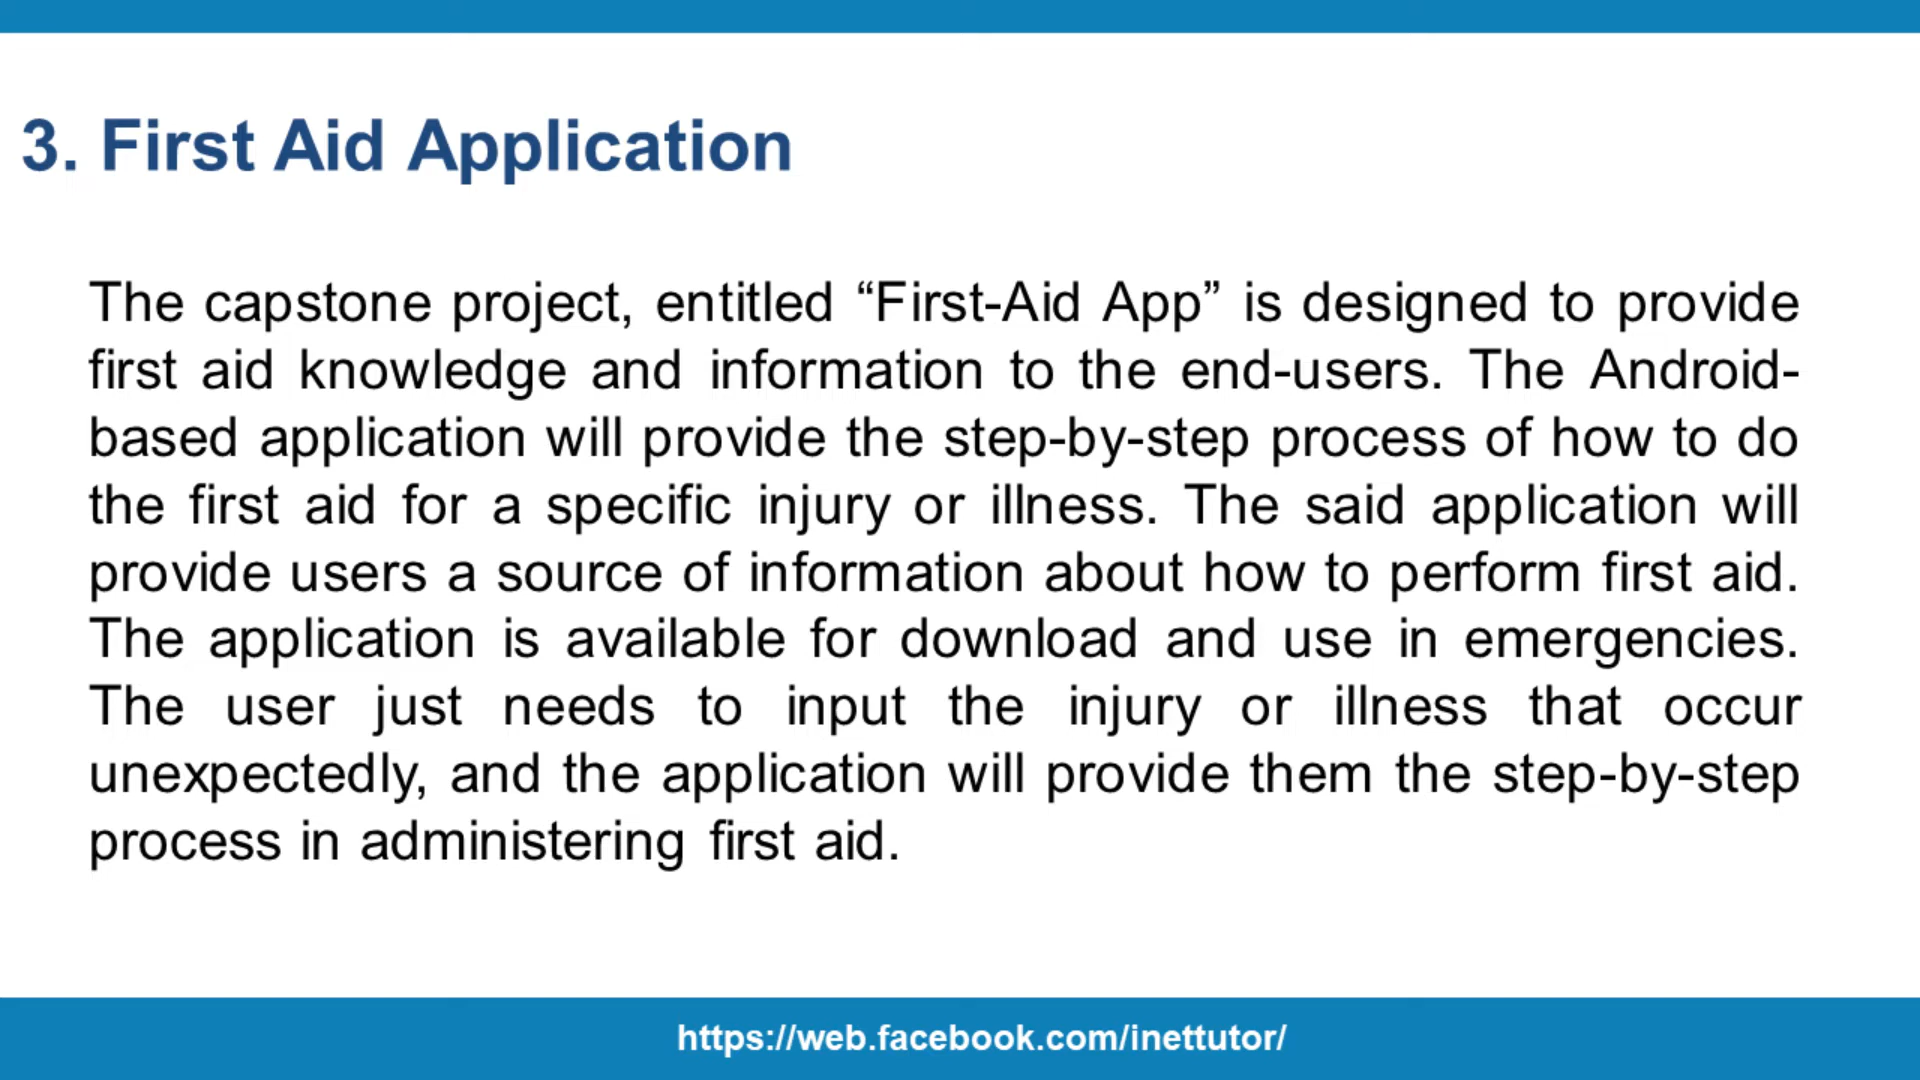 3. First Aid Application
The capstone project, entitled “First-Aid App” is designed to provide
first aid knowledge and information to the end-users. The Android-
based application will provide the step-by-step process of how to do
the first aid for a specific injury or illness. The said application will
provide users a source of information about how to perform first aid.
The application is available for download and use in emergencies.
The user just needs to input the injury or illness that occur
unexpectedly, and the application will provide them the step-by-step
process in administering first aid.
https://web.facebook.com/inettutor/